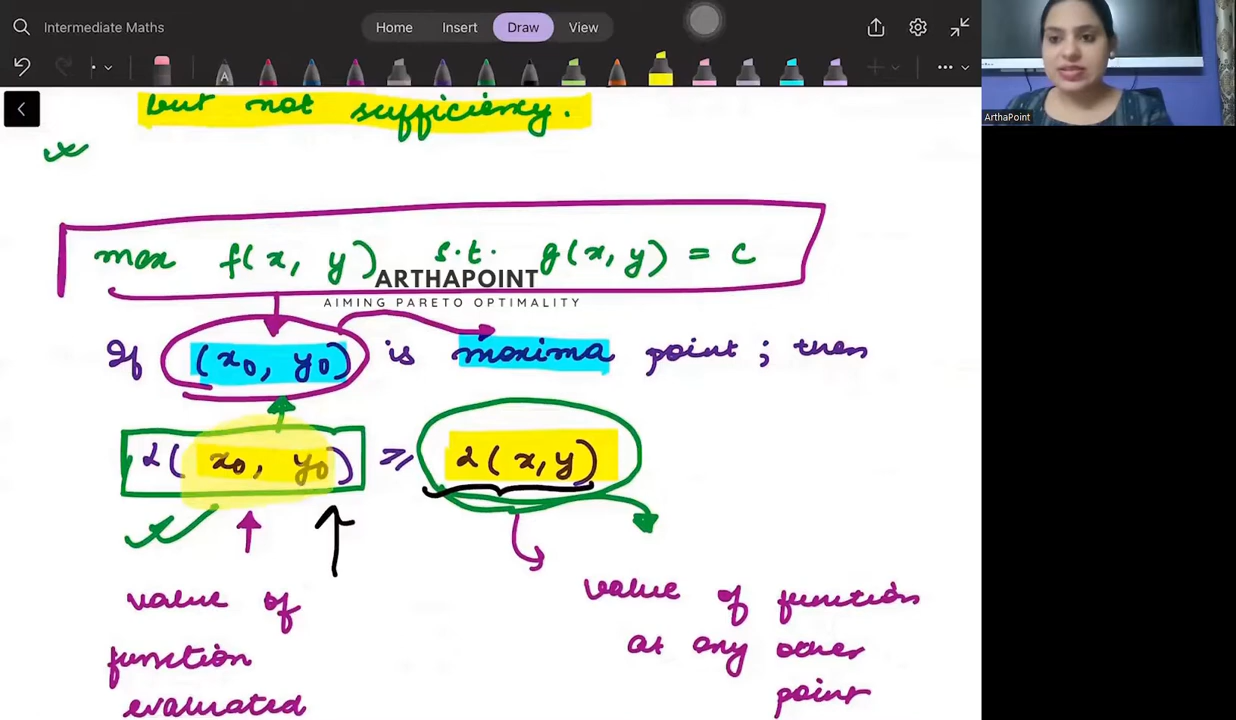 Intermediate Maths
Home Insert Draw View
but not sufficiency.
max f(x, y) s.t. g(x, y) = c
ARTHAPOINT
AIMING PARETO OPTIMALITY
If (x0, y0) is maxima point ; then
L( x0, y0) ≥ L( x, y)
value of
function
evaluated
value of function
at any other
point
ArthaPoint